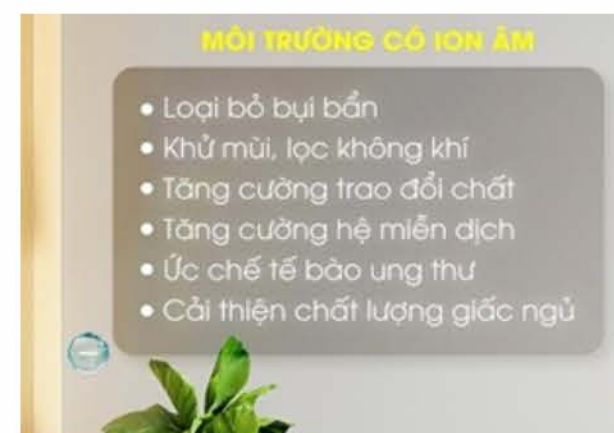 MÔI TRƯỜNG CÓ ION ÂM
• Loại bỏ bụi bẩn
• Khử mùi, lọc không khí
• Tăng cường trao đổi chất
• Tăng cường hệ miễn dịch
• Ức chế tế bào ung thư
• Cải thiện chất lượng giấc ngủ